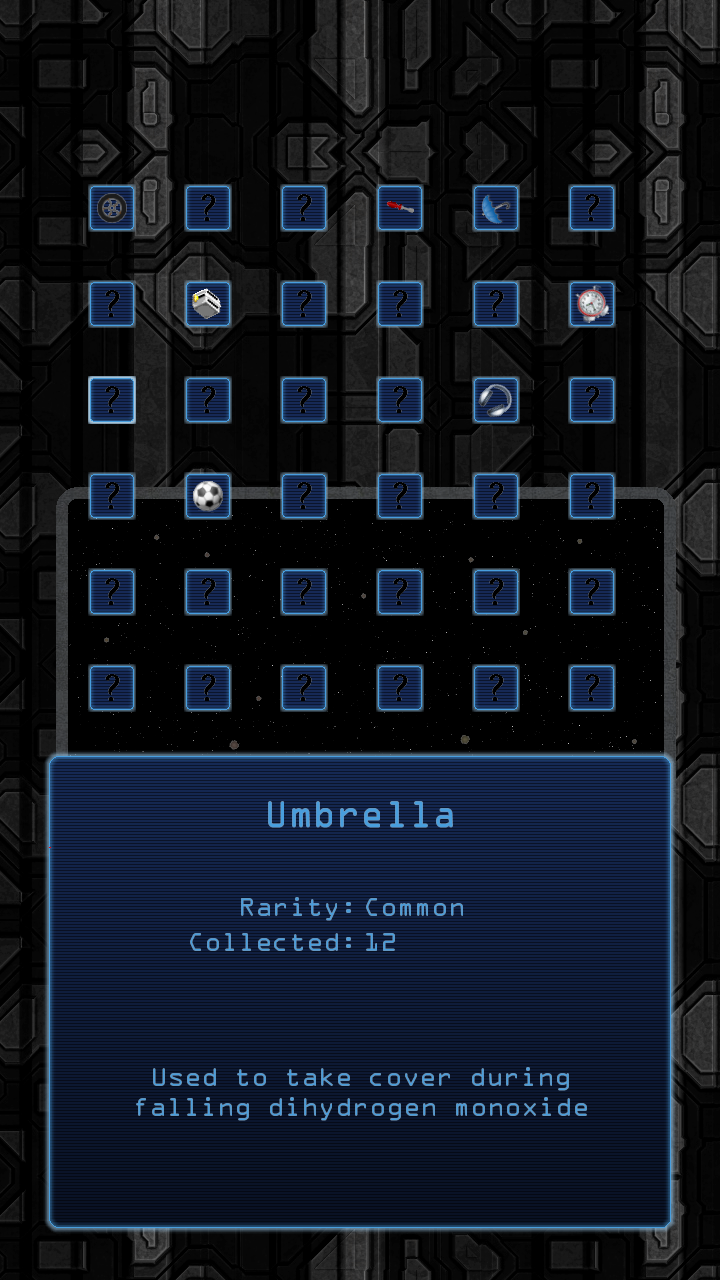 ? ? ?
? ? ? ?
? ? ? ? ?
? ? ? ? ?
? ? ? ? ? ?
? ? ? ? ? ?
Umbrella
Rarity: Common
Collected: 12
Used to take cover during
falling dihydrogen monoxide